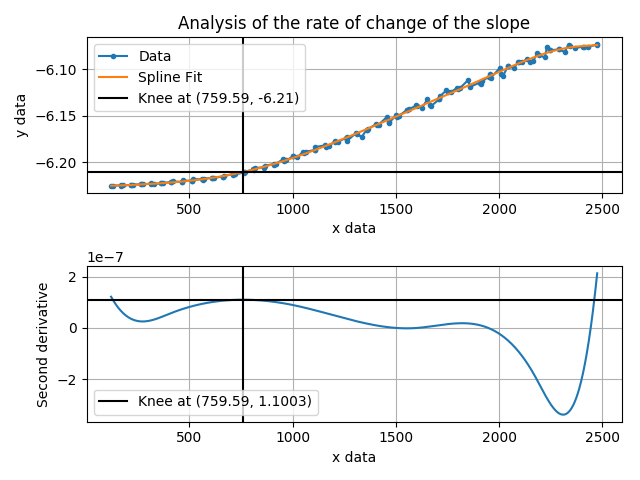 Analysis of the rate of change of the slope
Data
Spline Fit
Knee at (759.59, -6.21)
y data
−6.10
−6.15
−6.20
500
1000
1500
2000
2500
x data
1e−7
Second derivative
2
0
−2
Knee at (759.59, 1.1003)
500
1000
1500
2000
2500
x data